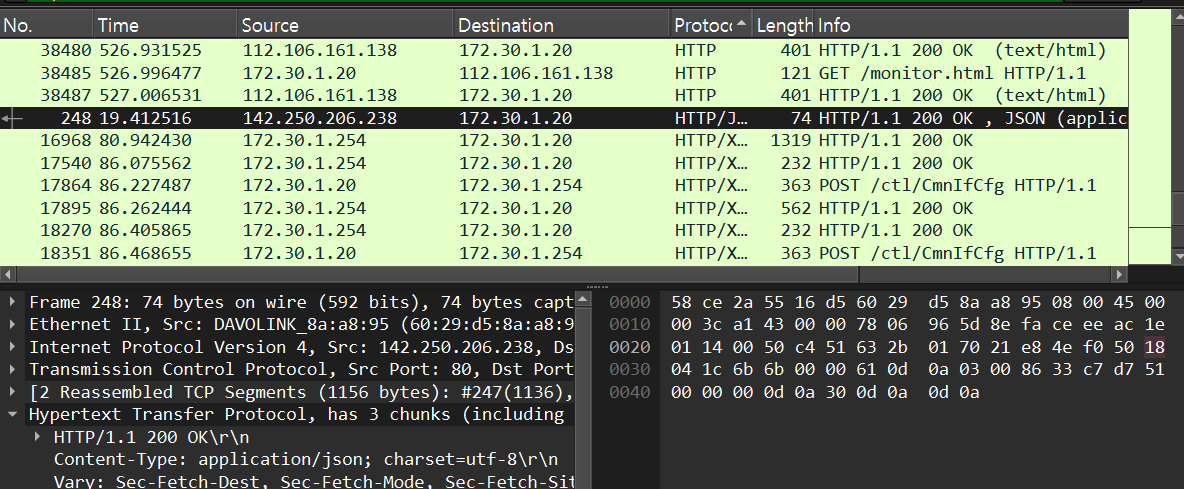 No. Time Source Destination Protoco Length Info
38480 526.931525 112.106.161.138 172.30.1.20 HTTP 401 HTTP/1.1 200 OK (text/html)
38485 526.996477 172.30.1.20 112.106.161.138 HTTP 121 GET /monitor.html HTTP/1.1
38487 527.006531 112.106.161.138 172.30.1.20 HTTP 401 HTTP/1.1 200 OK (text/html)
248 19.412516 142.250.206.238 172.30.1.20 HTTP/J… 74 HTTP/1.1 200 OK , JSON (applic
16968 80.942430 172.30.1.254 172.30.1.20 HTTP/X… 1319 HTTP/1.1 200 OK
17540 86.075562 172.30.1.254 172.30.1.20 HTTP/X… 232 HTTP/1.1 200 OK
17864 86.227487 172.30.1.20 172.30.1.254 HTTP/X… 363 POST /ctl/CmnIfCfg HTTP/1.1
17895 86.262444 172.30.1.254 172.30.1.20 HTTP/X… 562 HTTP/1.1 200 OK
18270 86.405865 172.30.1.254 172.30.1.20 HTTP/X… 232 HTTP/1.1 200 OK
18351 86.468655 172.30.1.20 172.30.1.254 HTTP/X… 363 POST /ctl/CmnIfCfg HTTP/1.1
Frame 248: 74 bytes on wire (592 bits), 74 bytes capt
Ethernet II, Src: DAVOLINK_8a:a8:95 (60:29:d5:8a:a8:9
Internet Protocol Version 4, Src: 142.250.206.238, Ds
Transmission Control Protocol, Src Port: 80, Dst Port
[2 Reassembled TCP Segments (1156 bytes): #247(1136),
Hypertext Transfer Protocol, has 3 chunks (including
HTTP/1.1 200 OK\r\n
Content-Type: application/json; charset=utf-8\r\n
Vary: Sec-Fetch-Dest, Sec-Fetch-Mode, Sec-Fetch-Sit
0000 58 ce 2a 55 16 d5 60 29 d5 8a a8 95 08 00 45 00
0010 00 3c a1 43 00 00 78 06 96 5d 8e fa ce ee ac 1e
0020 01 14 00 50 c4 51 63 2b 01 70 21 e8 4e f0 50 18
0030 04 1c 6b 6b 00 00 61 0d 0a 03 00 86 33 c7 d7 51
0040 00 00 00 0d 0a 30 0d 0a 0d 0a